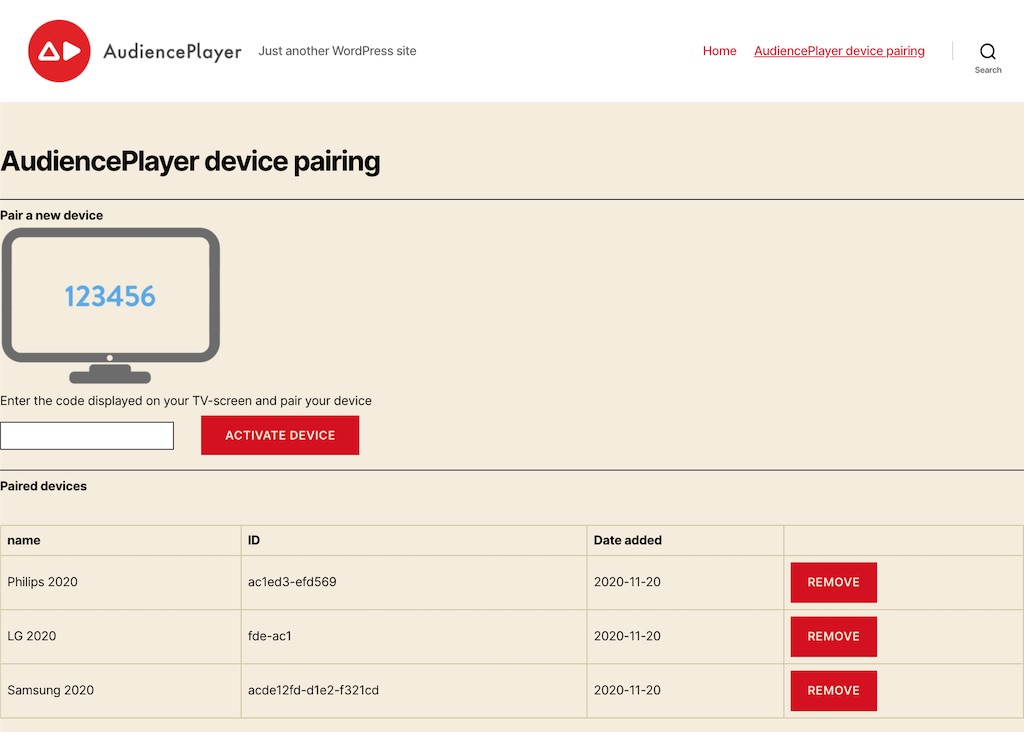 AudiencePlayer Just another WordPress site Home AudiencePlayer device pairing Search
AudiencePlayer device pairing
Pair a new device
123456
Enter the code displayed on your TV-screen and pair your device
ACTIVATE DEVICE
Paired devices
name ID Date added
Philips 2020 ac1ed3-efd569 2020-11-20 REMOVE
LG 2020 fde-ac1 2020-11-20 REMOVE
Samsung 2020 acde12fd-d1e2-f321cd 2020-11-20 REMOVE